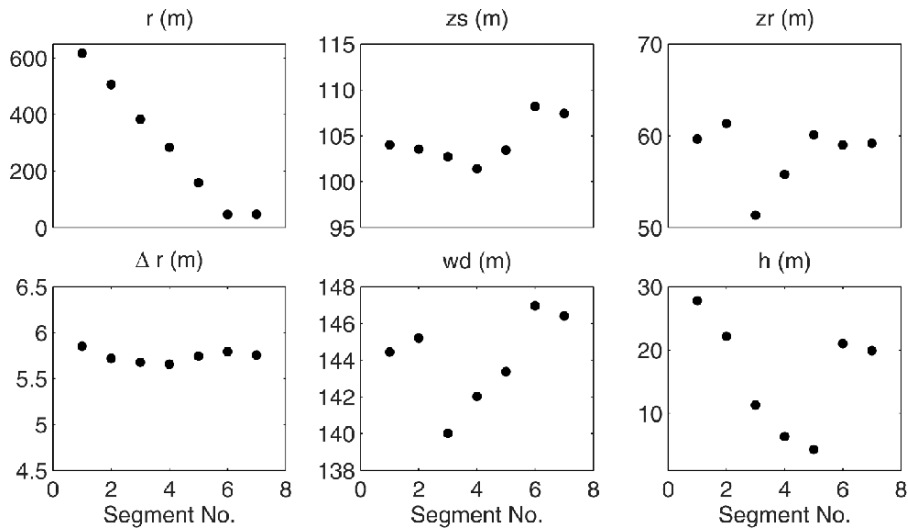 r (m)
600
400
200
0
zs (m)
115
110
105
100
95
zr (m)
70
60
50
Δ r (m)
6.5
6
5.5
5
4.5
0 2 4 6 8
Segment No.
wd (m)
148
146
144
142
140
138
0 2 4 6 8
Segment No.
h (m)
30
20
10
0 2 4 6 8
Segment No.